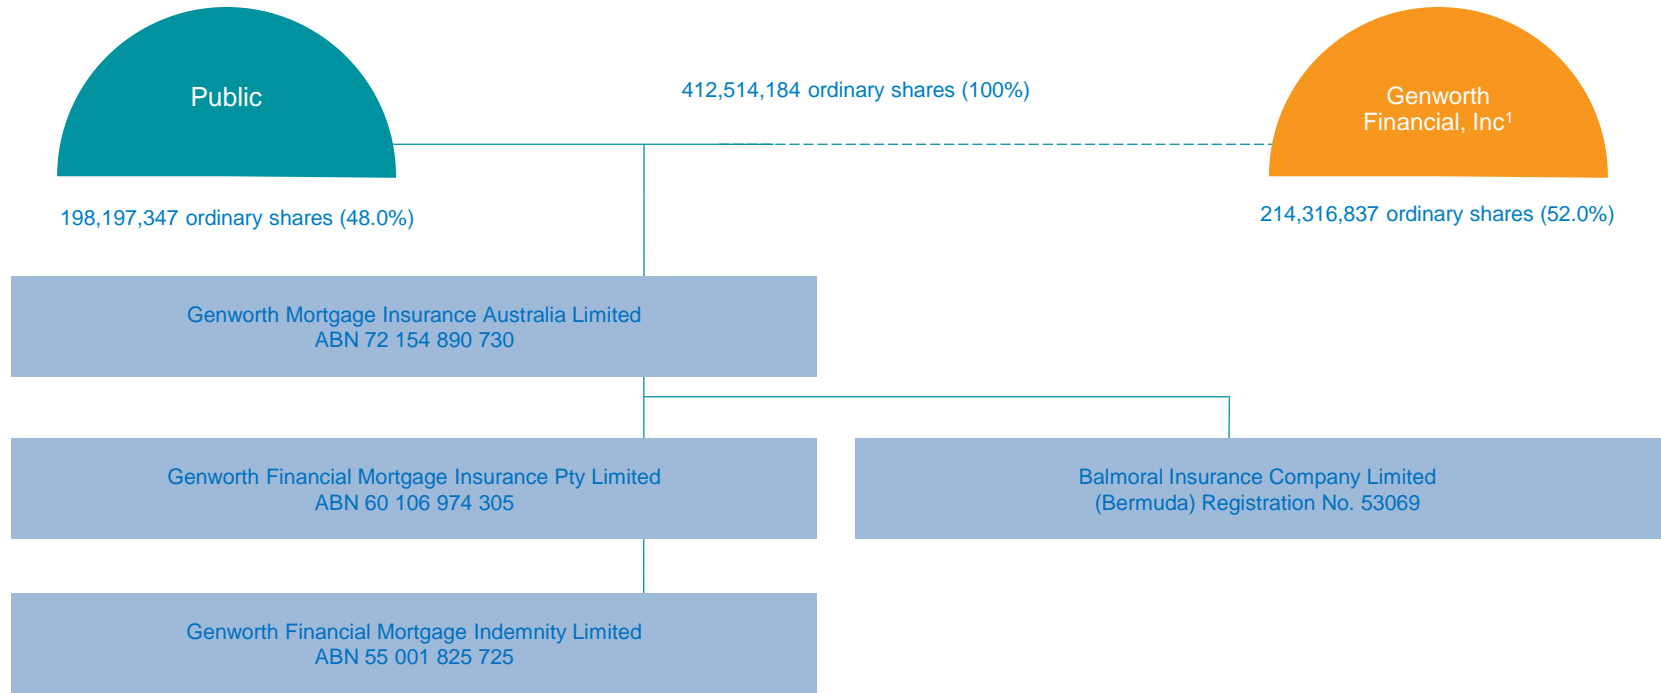 Public
412,514,184 ordinary shares (100%)
Genworth
Financial, Inc¹
198,197,347 ordinary shares (48.0%)
214,316,837 ordinary shares (52.0%)
Genworth Mortgage Insurance Australia Limited
ABN 72 154 890 730
Genworth Financial Mortgage Insurance Pty Limited
ABN 60 106 974 305
Balmoral Insurance Company Limited
(Bermuda) Registration No. 53069
Genworth Financial Mortgage Indemnity Limited
ABN 55 001 825 725